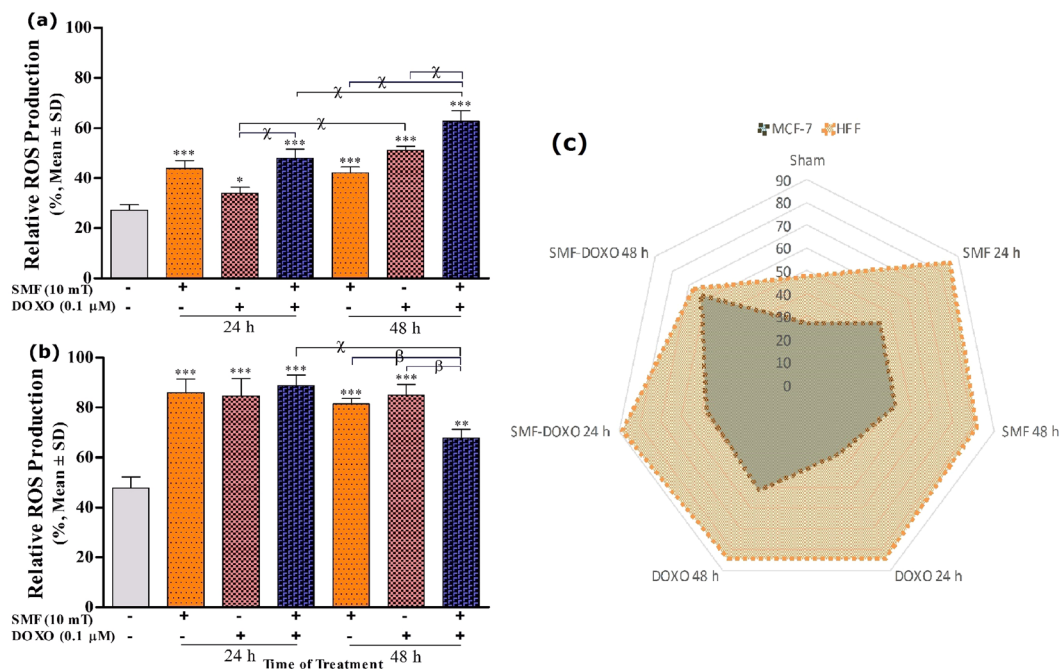 (a)
100
χ
80
χ
***
χ
60
χ
***
χ
***
***
***
40
*
20
0
Relative ROS Production
(%, Mean ± SD)
SMF (10 mT) - + - + + - +
DOXO (0.1 μM) - - + + - + +
24 h 48 h
(b)
100
χ
β
β
*** *** *** *** ***
80
**
60
40
20
0
Relative ROS Production
(%, Mean ± SD)
SMF (10 mT) - + - + + - +
DOXO (0.1 μM) - - + + - + +
24 h 48 h
Time of Treatment
(c)
MCF-7 HFF
Sham
90
80
70
60
50
40
30
20
10
0
SMF 24 h
SMF 48 h
DOXO 24 h
DOXO 48 h
SMF-DOXO 24 h
SMF-DOXO 48 h